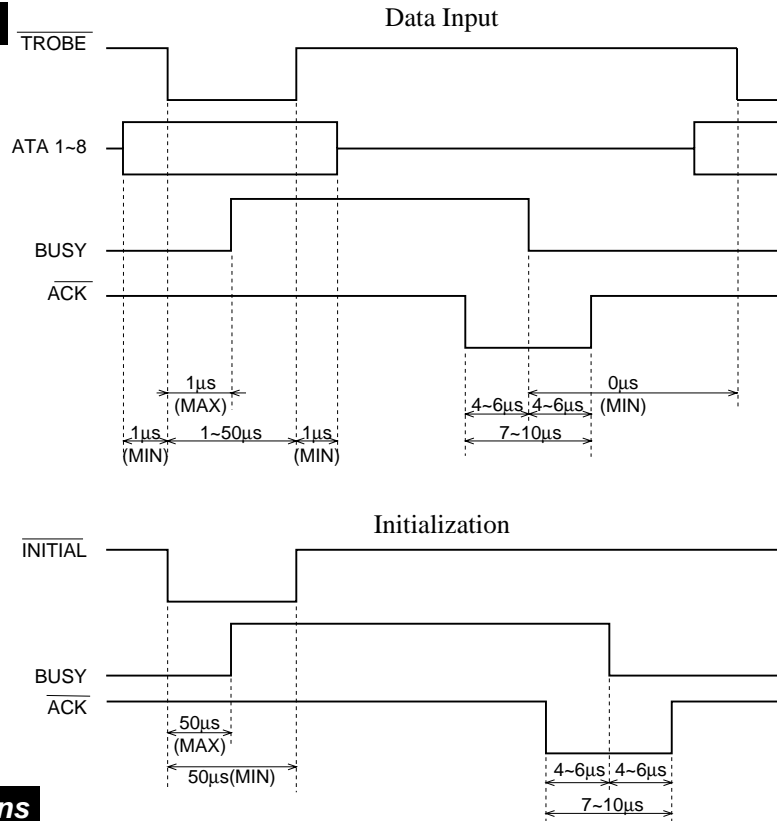 Data Input
TROBE
ATA 1~8
BUSY
ACK
1µs
(MAX)
0µs
(MIN)
4~6µs 4~6µs
1µs
(MIN)
1~50µs
1µs
(MIN)
7~10µs
Initialization
INITIAL
BUSY
ACK
50µs
(MAX)
50µs(MIN)
4~6µs 4~6µs
7~10µs
ns